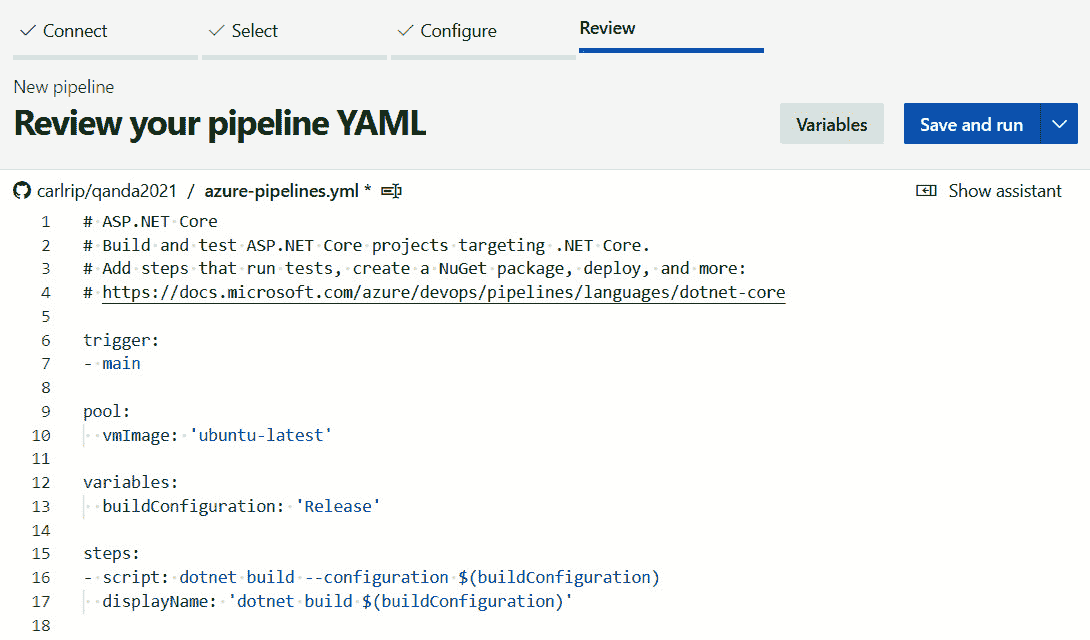 Connect Select Configure Review
New pipeline
Review your pipeline YAML
Variables Save and run
carlrip/qanda2021 / azure-pipelines.yml * Show assistant
1 # ASP.NET Core
2 # Build and test ASP.NET Core projects targeting .NET Core.
3 # Add steps that run tests, create a NuGet package, deploy, and more:
4 # https://docs.microsoft.com/azure/devops/pipelines/languages/dotnet-core
5
6 trigger:
7 - main
8
9 pool:
10   vmImage: 'ubuntu-latest'
11
12 variables:
13   buildConfiguration: 'Release'
14
15 steps:
16 - script: dotnet build --configuration $(buildConfiguration)
17   displayName: 'dotnet build $(buildConfiguration)'
18